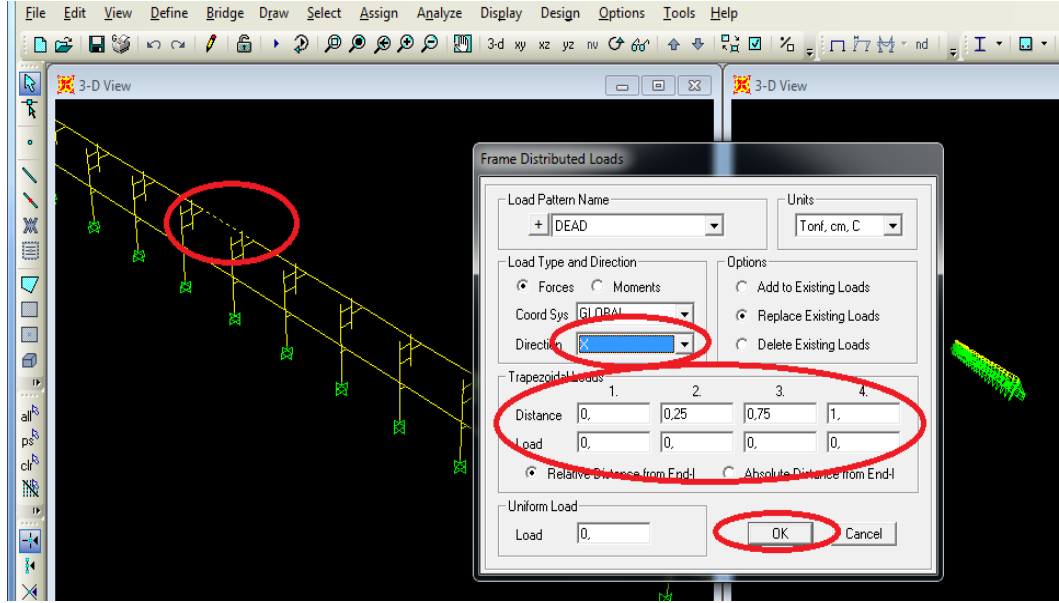 File Edit View Define Bridge Draw Select Assign Analyze Display Design Options Tools Help
3-d xy xz yz nv nd
3-D View
3-D View
Frame Distributed Loads
Load Pattern Name
Units
+ DEAD
Tonf, cm, C
Load Type and Direction
Options
Forces Moments
Add to Existing Loads
Coord Sys GLOBAL
Replace Existing Loads
Direction X
Delete Existing Loads
Trapezoidal Loads
1. 2. 3. 4.
Distance 0, 0,25 0,75 1,
Load 0, 0, 0, 0,
Relative Distance from End-I Absolute Distance from End-I
Uniform Load
Load 0,
OK Cancel
all
ps
clr